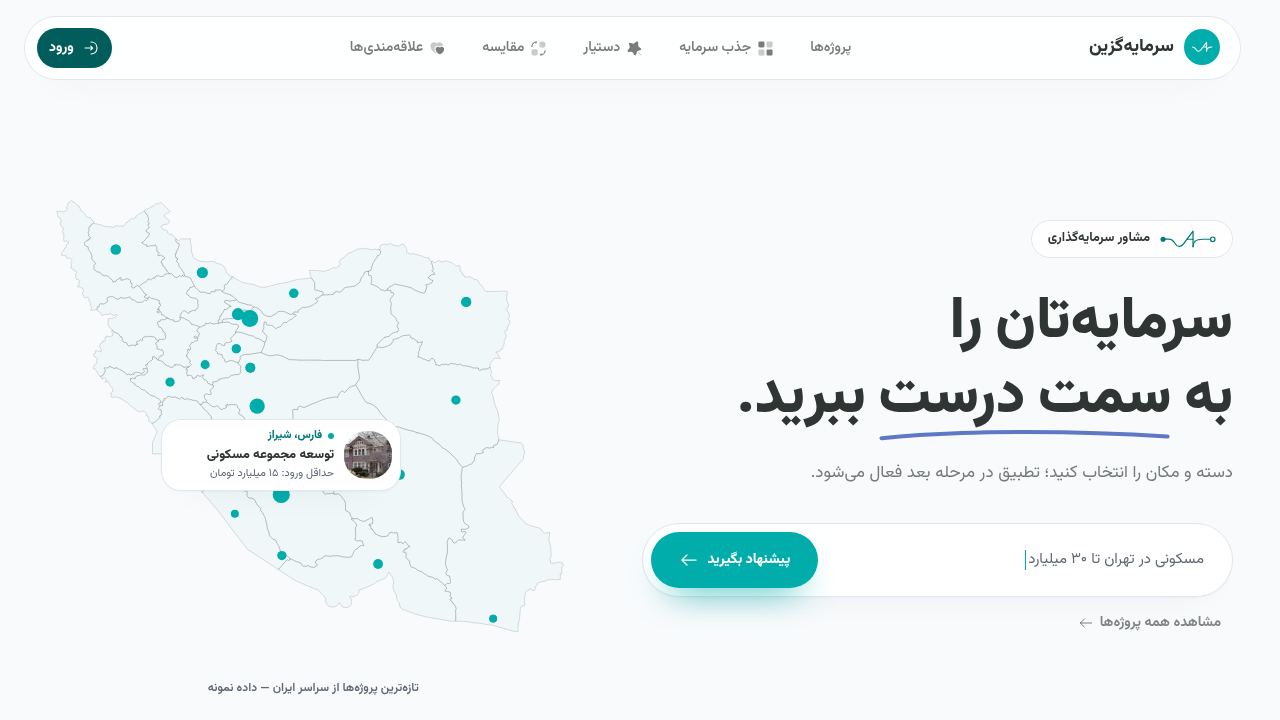 سرمایه‌گزین
پروژه‌ها
جذب سرمایه
دستیار
مقایسه
علاقه‌مندی‌ها
ورود
مشاور سرمایه‌گذاری
سرمایه‌تان را
به سمت درست ببرید.
دسته و مکان را انتخاب کنید؛ تطبیق در مرحله بعد فعال می‌شود.
مسکونی در تهران تا ۳۰ میلیارد
پیشنهاد بگیرید
مشاهده همه پروژه‌ها
فارس، شیراز
توسعه مجموعه مسکونی
حداقل ورود: ۱۵ میلیارد تومان
تازه‌ترین پروژه‌ها از سراسر ایران — داده نمونه